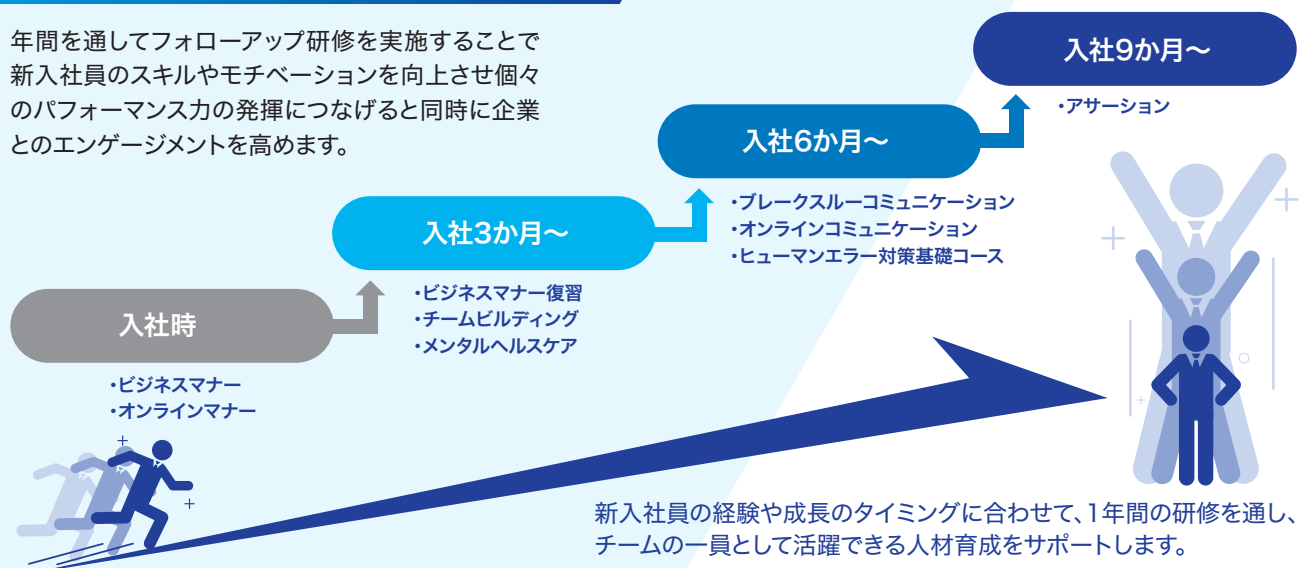 年間を通してフォローアップ研修を実施することで
新入社員のスキルやモチベーションを向上させ個々
のパフォーマンス力の発揮につなげると同時に企業
とのエンゲージメントを高めます。
入社時
・ビジネスマナー
・オンラインマナー
入社3か月〜
・ビジネスマナー復習
・チームビルディング
・メンタルヘルスケア
入社6か月〜
・ブレークスルーコミュニケーション
・オンラインコミュニケーション
・ヒューマンエラー対策基礎コース
入社9か月〜
・アサーション
新入社員の経験や成長のタイミングに合わせて、1年間の研修を通し、
チームの一員として活躍できる人材育成をサポートします。